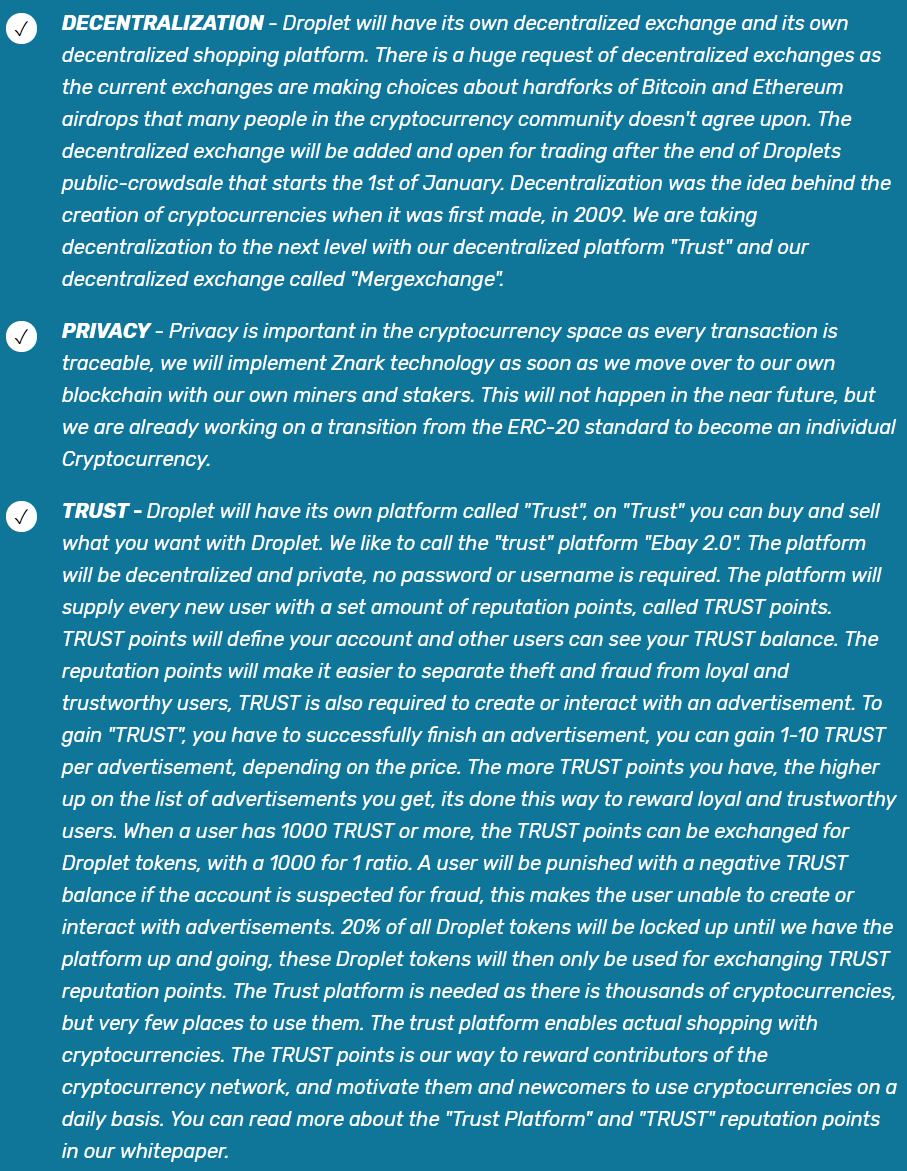 DECENTRALIZATION - Droplet will have its own decentralized exchange and its own
decentralized shopping platform. There is a huge request of decentralized exchanges as
the current exchanges are making choices about hardforks of Bitcoin and Ethereum
airdrops that many people in the cryptocurrency community doesn't agree upon. The
decentralized exchange will be added and open for trading after the end of Droplets
public-crowdsale that starts the 1st of January. Decentralization was the idea behind the
creation of cryptocurrencies when it was first made, in 2009. We are taking
decentralization to the next level with our decentralized platform "Trust" and our
decentralized exchange called "Mergexchange".
PRIVACY - Privacy is important in the cryptocurrency space as every transaction is
traceable, we will implement Znark technology as soon as we move over to our own
blockchain with our own miners and stakers. This will not happen in the near future, but
we are already working on a transition from the ERC-20 standard to become an individual
Cryptocurrency.
TRUST - Droplet will have its own platform called "Trust", on "Trust" you can buy and sell
what you want with Droplet. We like to call the "trust" platform "Ebay 2.0". The platform
will be decentralized and private, no password or username is required. The platform will
supply every new user with a set amount of reputation points, called TRUST points.
TRUST points will define your account and other users can see your TRUST balance. The
reputation points will make it easier to separate theft and fraud from loyal and
trustworthy users, TRUST is also required to create or interact with an advertisement. To
gain "TRUST", you have to successfully finish an advertisement, you can gain 1-10 TRUST
per advertisement, depending on the price. The more TRUST points you have, the higher
up on the list of advertisements you get, its done this way to reward loyal and trustworthy
users. When a user has 1000 TRUST or more, the TRUST points can be exchanged for
Droplet tokens, with a 1000 for 1 ratio. A user will be punished with a negative TRUST
balance if the account is suspected for fraud, this makes the user unable to create or
interact with advertisements. 20% of all Droplet tokens will be locked up until we have the
platform up and going, these Droplet tokens will then only be used for exchanging TRUST
reputation points. The Trust platform is needed as there is thousands of cryptocurrencies,
but very few places to use them. The trust platform enables actual shopping with
cryptocurrencies. The TRUST points is our way to reward contributors of the
cryptocurrency network, and motivate them and newcomers to use cryptocurrencies on a
daily basis. You can read more about the "Trust Platform" and "TRUST" reputation points
in our whitepaper.